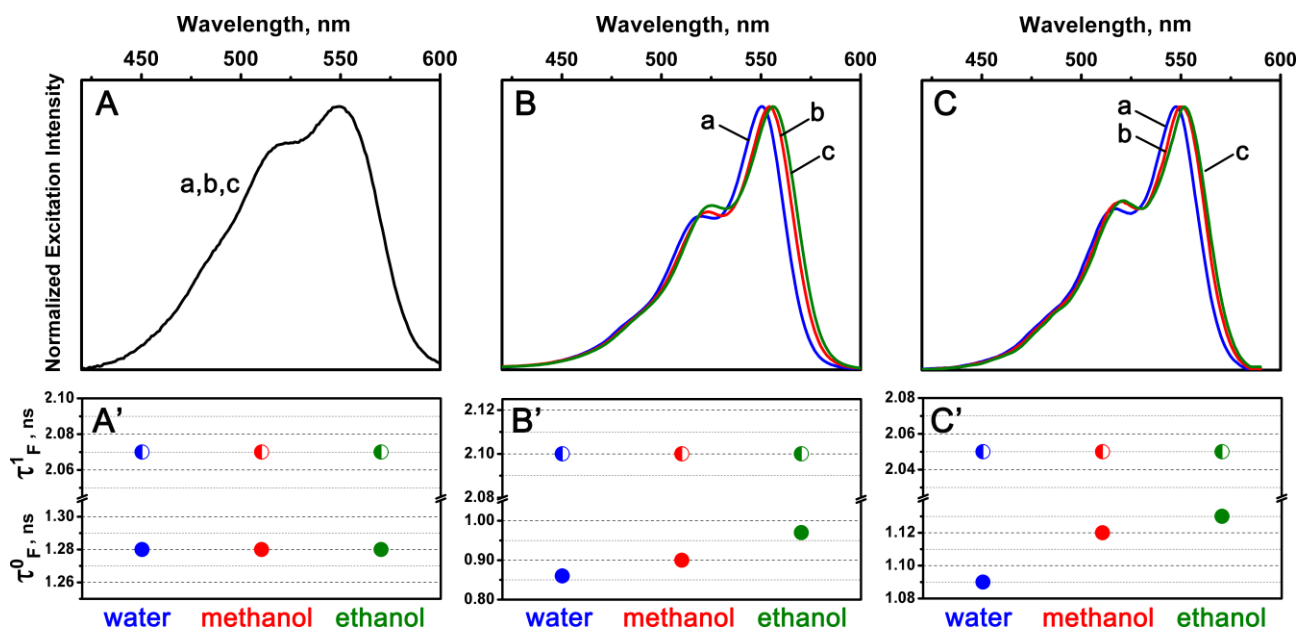 Wavelength, nm
Wavelength, nm
Wavelength, nm
450 500 550 600
450 500 550 600
450 500 550 600
Normalized Excitation Intensity
A
a,b,c
B
a
b
c
C
a
b
c
τ¹F, ns
τ⁰F, ns
A’
2.10
2.08
2.06
1.30
1.28
1.26
water methanol ethanol
B’
2.12
2.10
2.08
1.00
0.90
0.80
water methanol ethanol
C’
2.08
2.06
2.04
1.12
1.10
1.08
water methanol ethanol